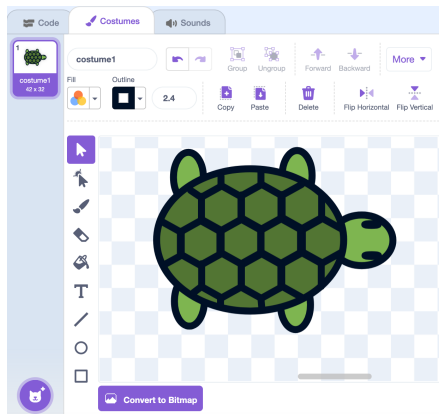 Code
Costumes
Sounds
1
costume1
42 x 32
costume1
Group
Ungroup
Forward
Backward
More
Fill
Outline
2.4
Copy
Paste
Delete
Flip Horizontal
Flip Vertical
T
Convert to Bitmap